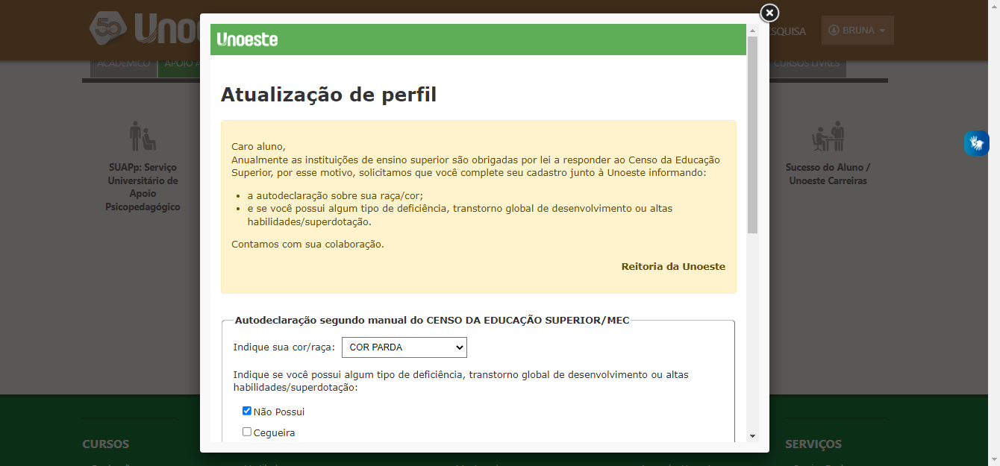 50 Uno
ESQUISA
BRUNA
ACADÊMICO
APOIO A
CURSOS LIVRES
SUAPp: Serviço
Universitário de
Apoio
Psicopedagógico
Sucesso do Aluno /
Unoeste Carreiras
Unoeste
Atualização de perfil
Caro aluno,
Anualmente as instituições de ensino superior são obrigadas por lei a responder ao Censo da Educação
Superior, por esse motivo, solicitamos que você complete seu cadastro junto à Unoeste informando:
• a autodeclaração sobre sua raça/cor;
• e se você possui algum tipo de deficiência, transtorno global de desenvolvimento ou altas
habilidades/superdotação.
Contamos com sua colaboração.
Reitoria da Unoeste
Autodeclaração segundo manual do CENSO DA EDUCAÇÃO SUPERIOR/MEC
Indique sua cor/raça: COR PARDA
Indique se você possui algum tipo de deficiência, transtorno global de desenvolvimento ou altas
habilidades/superdotação:
Não Possui
Cegueira
CURSOS
SERVIÇOS